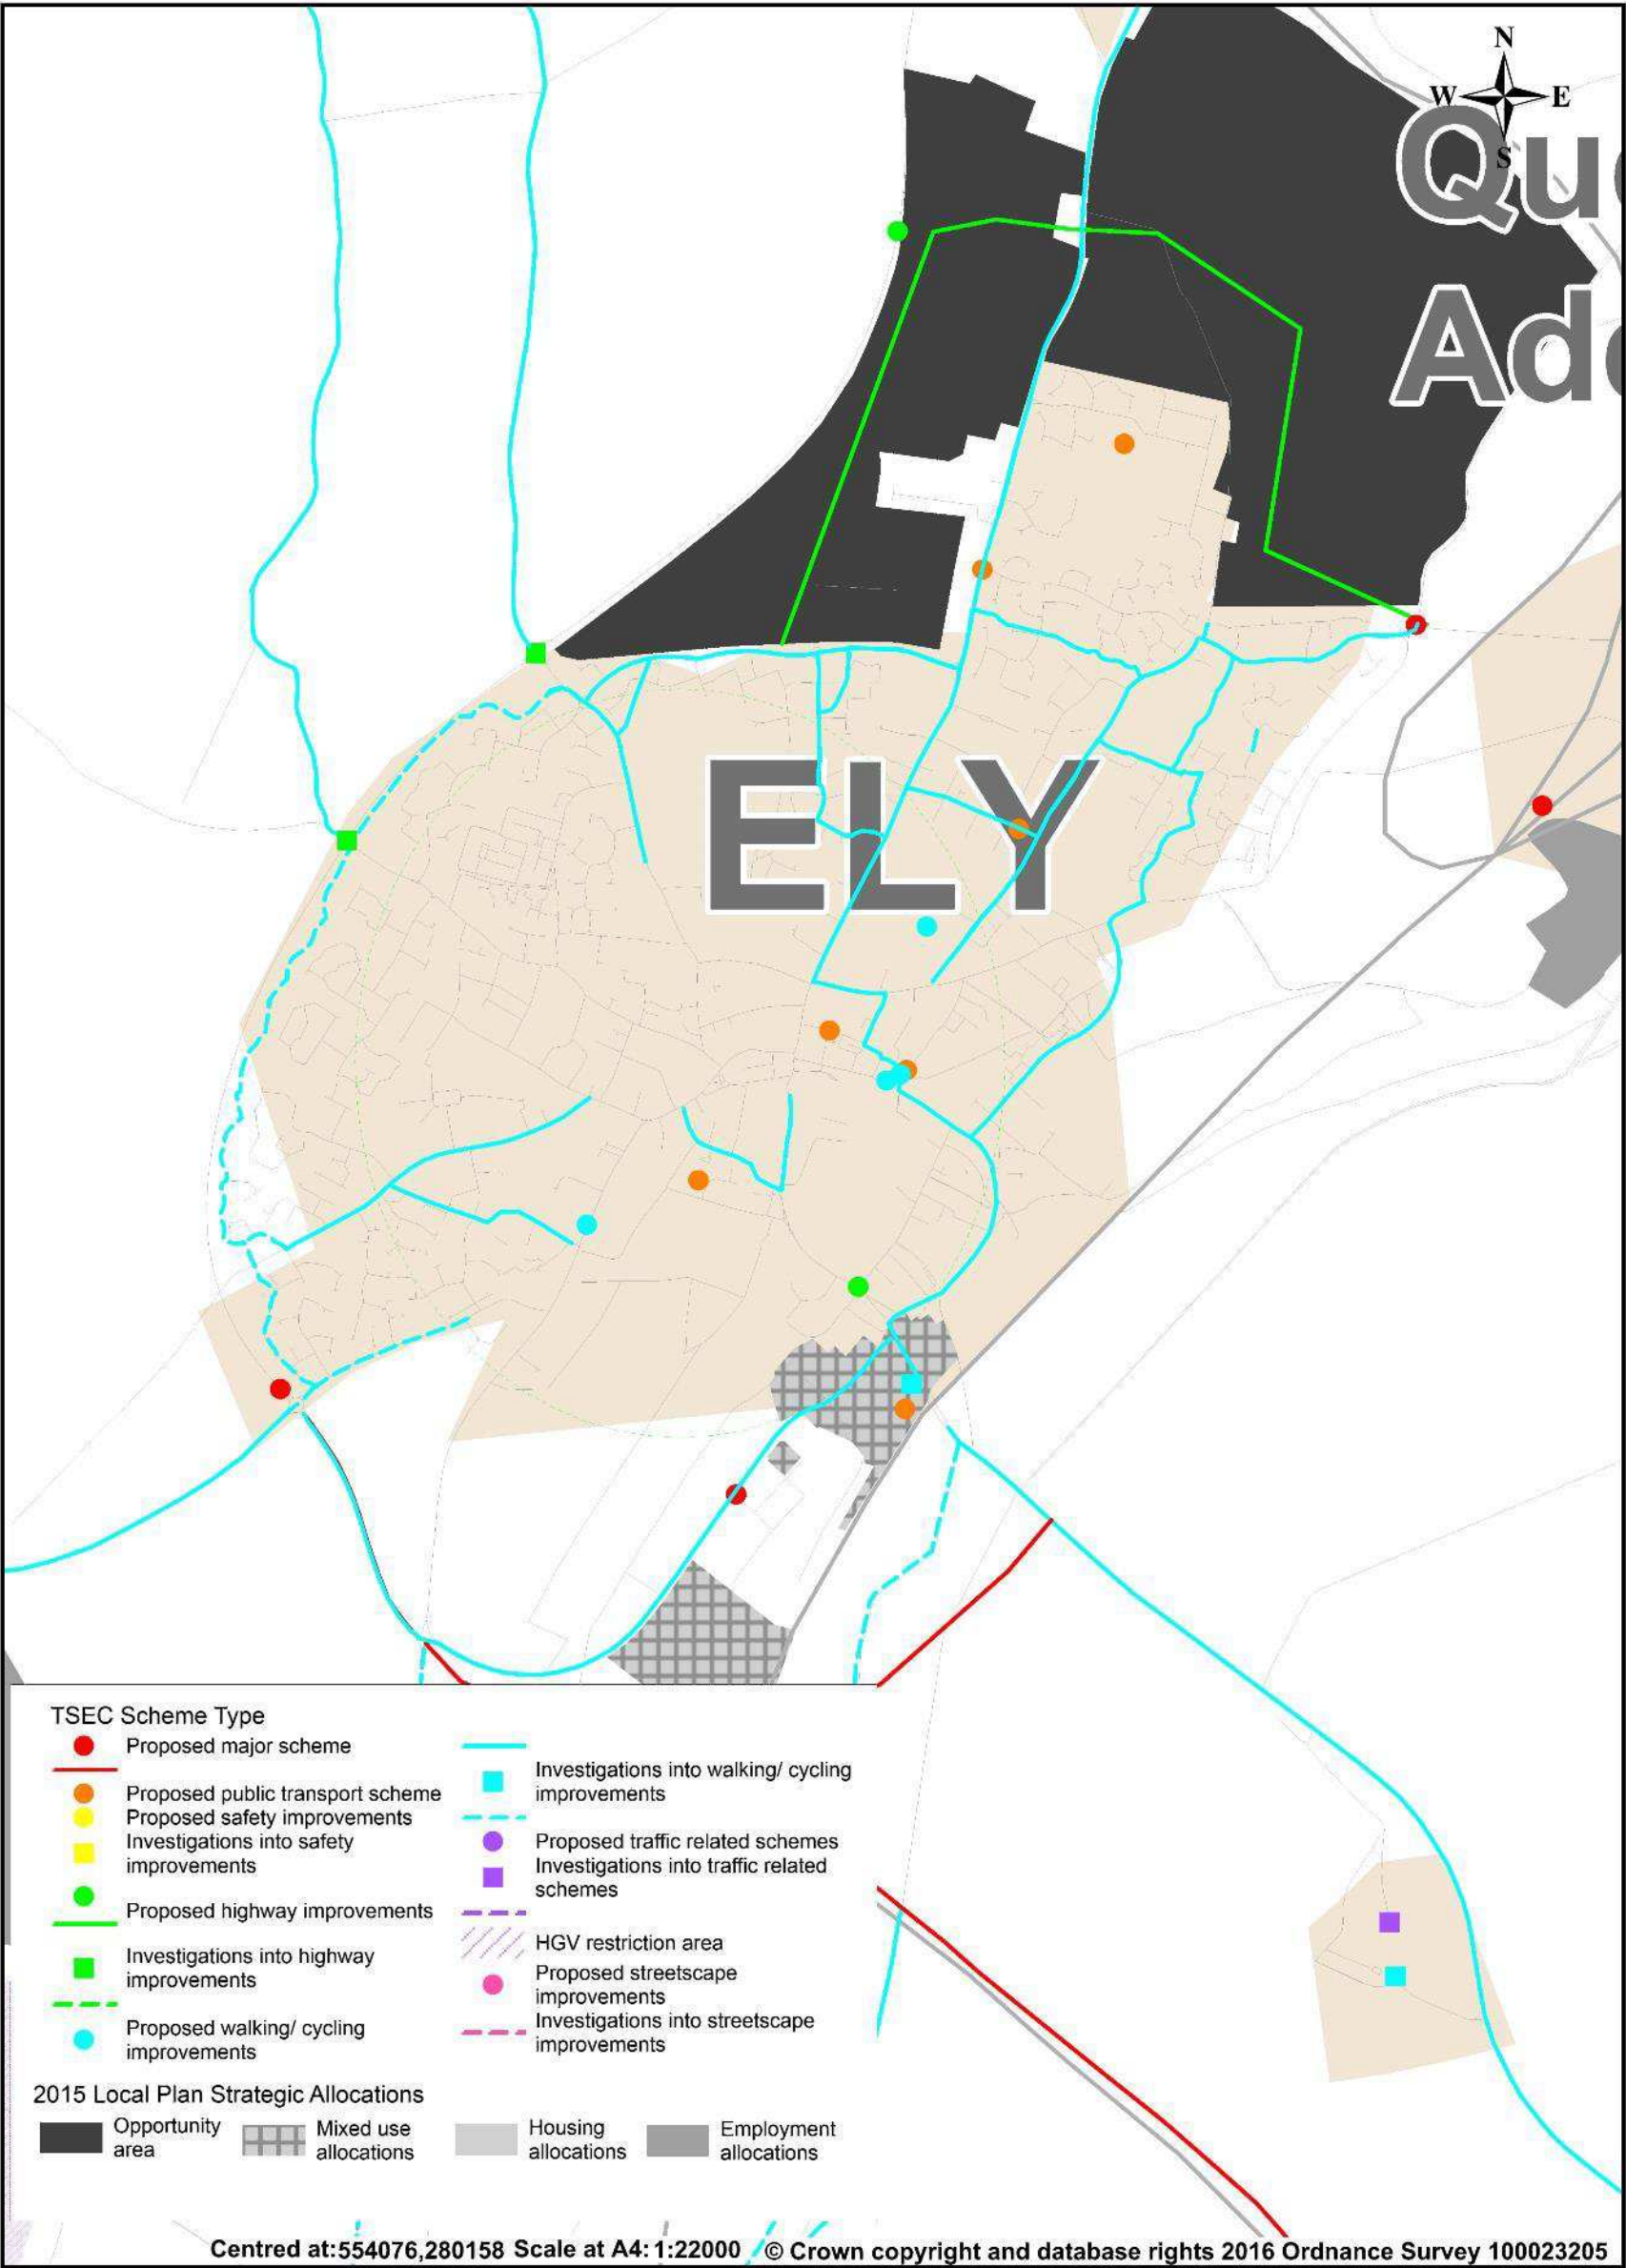 N
W E
S
Qu
Ad
ELY
TSEC Scheme Type
Proposed major scheme
Proposed public transport scheme
Proposed safety improvements
Investigations into safety
improvements
Proposed highway improvements
Investigations into highway
improvements
Proposed walking/ cycling
improvements
Investigations into walking/ cycling
improvements
Proposed traffic related schemes
Investigations into traffic related
schemes
HGV restriction area
Proposed streetscape
improvements
Investigations into streetscape
improvements
2015 Local Plan Strategic Allocations
Opportunity
area
Mixed use
allocations
Housing
allocations
Employment
allocations
Centred at:554076,280158 Scale at A4: 1:22000 © Crown copyright and database rights 2016 Ordnance Survey 100023205